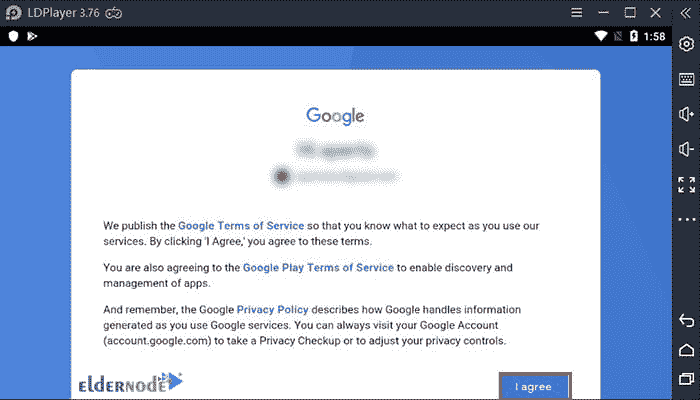 LDPlayer 3.76
1:58
Google
We publish the Google Terms of Service so that you know what to expect as you use our
services. By clicking 'I Agree,' you agree to these terms.
You are also agreeing to the Google Play Terms of Service to enable discovery and
management of apps.
And remember, the Google Privacy Policy describes how Google handles information
generated as you use Google services. You can always visit your Google Account
(account.google.com) to take a Privacy Checkup or to adjust your privacy controls.
eldernode
I agree